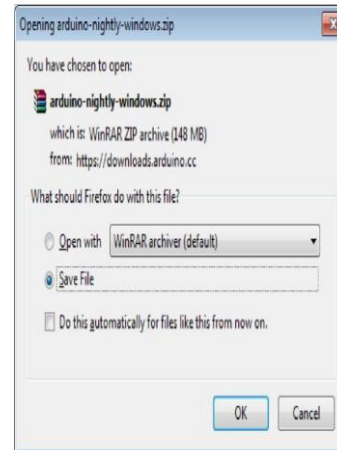 Opening arduino-nightly-windows.zip
You have chosen to open:
arduino-nightly-windows.zip
which is: WinRAR ZIP archive (148 MB)
from: https://downloads.arduino.cc
What should Firefox do with this file?
Open with WinRAR archiver (default)
Save File
Do this automatically for files like this from now on.
OK Cancel